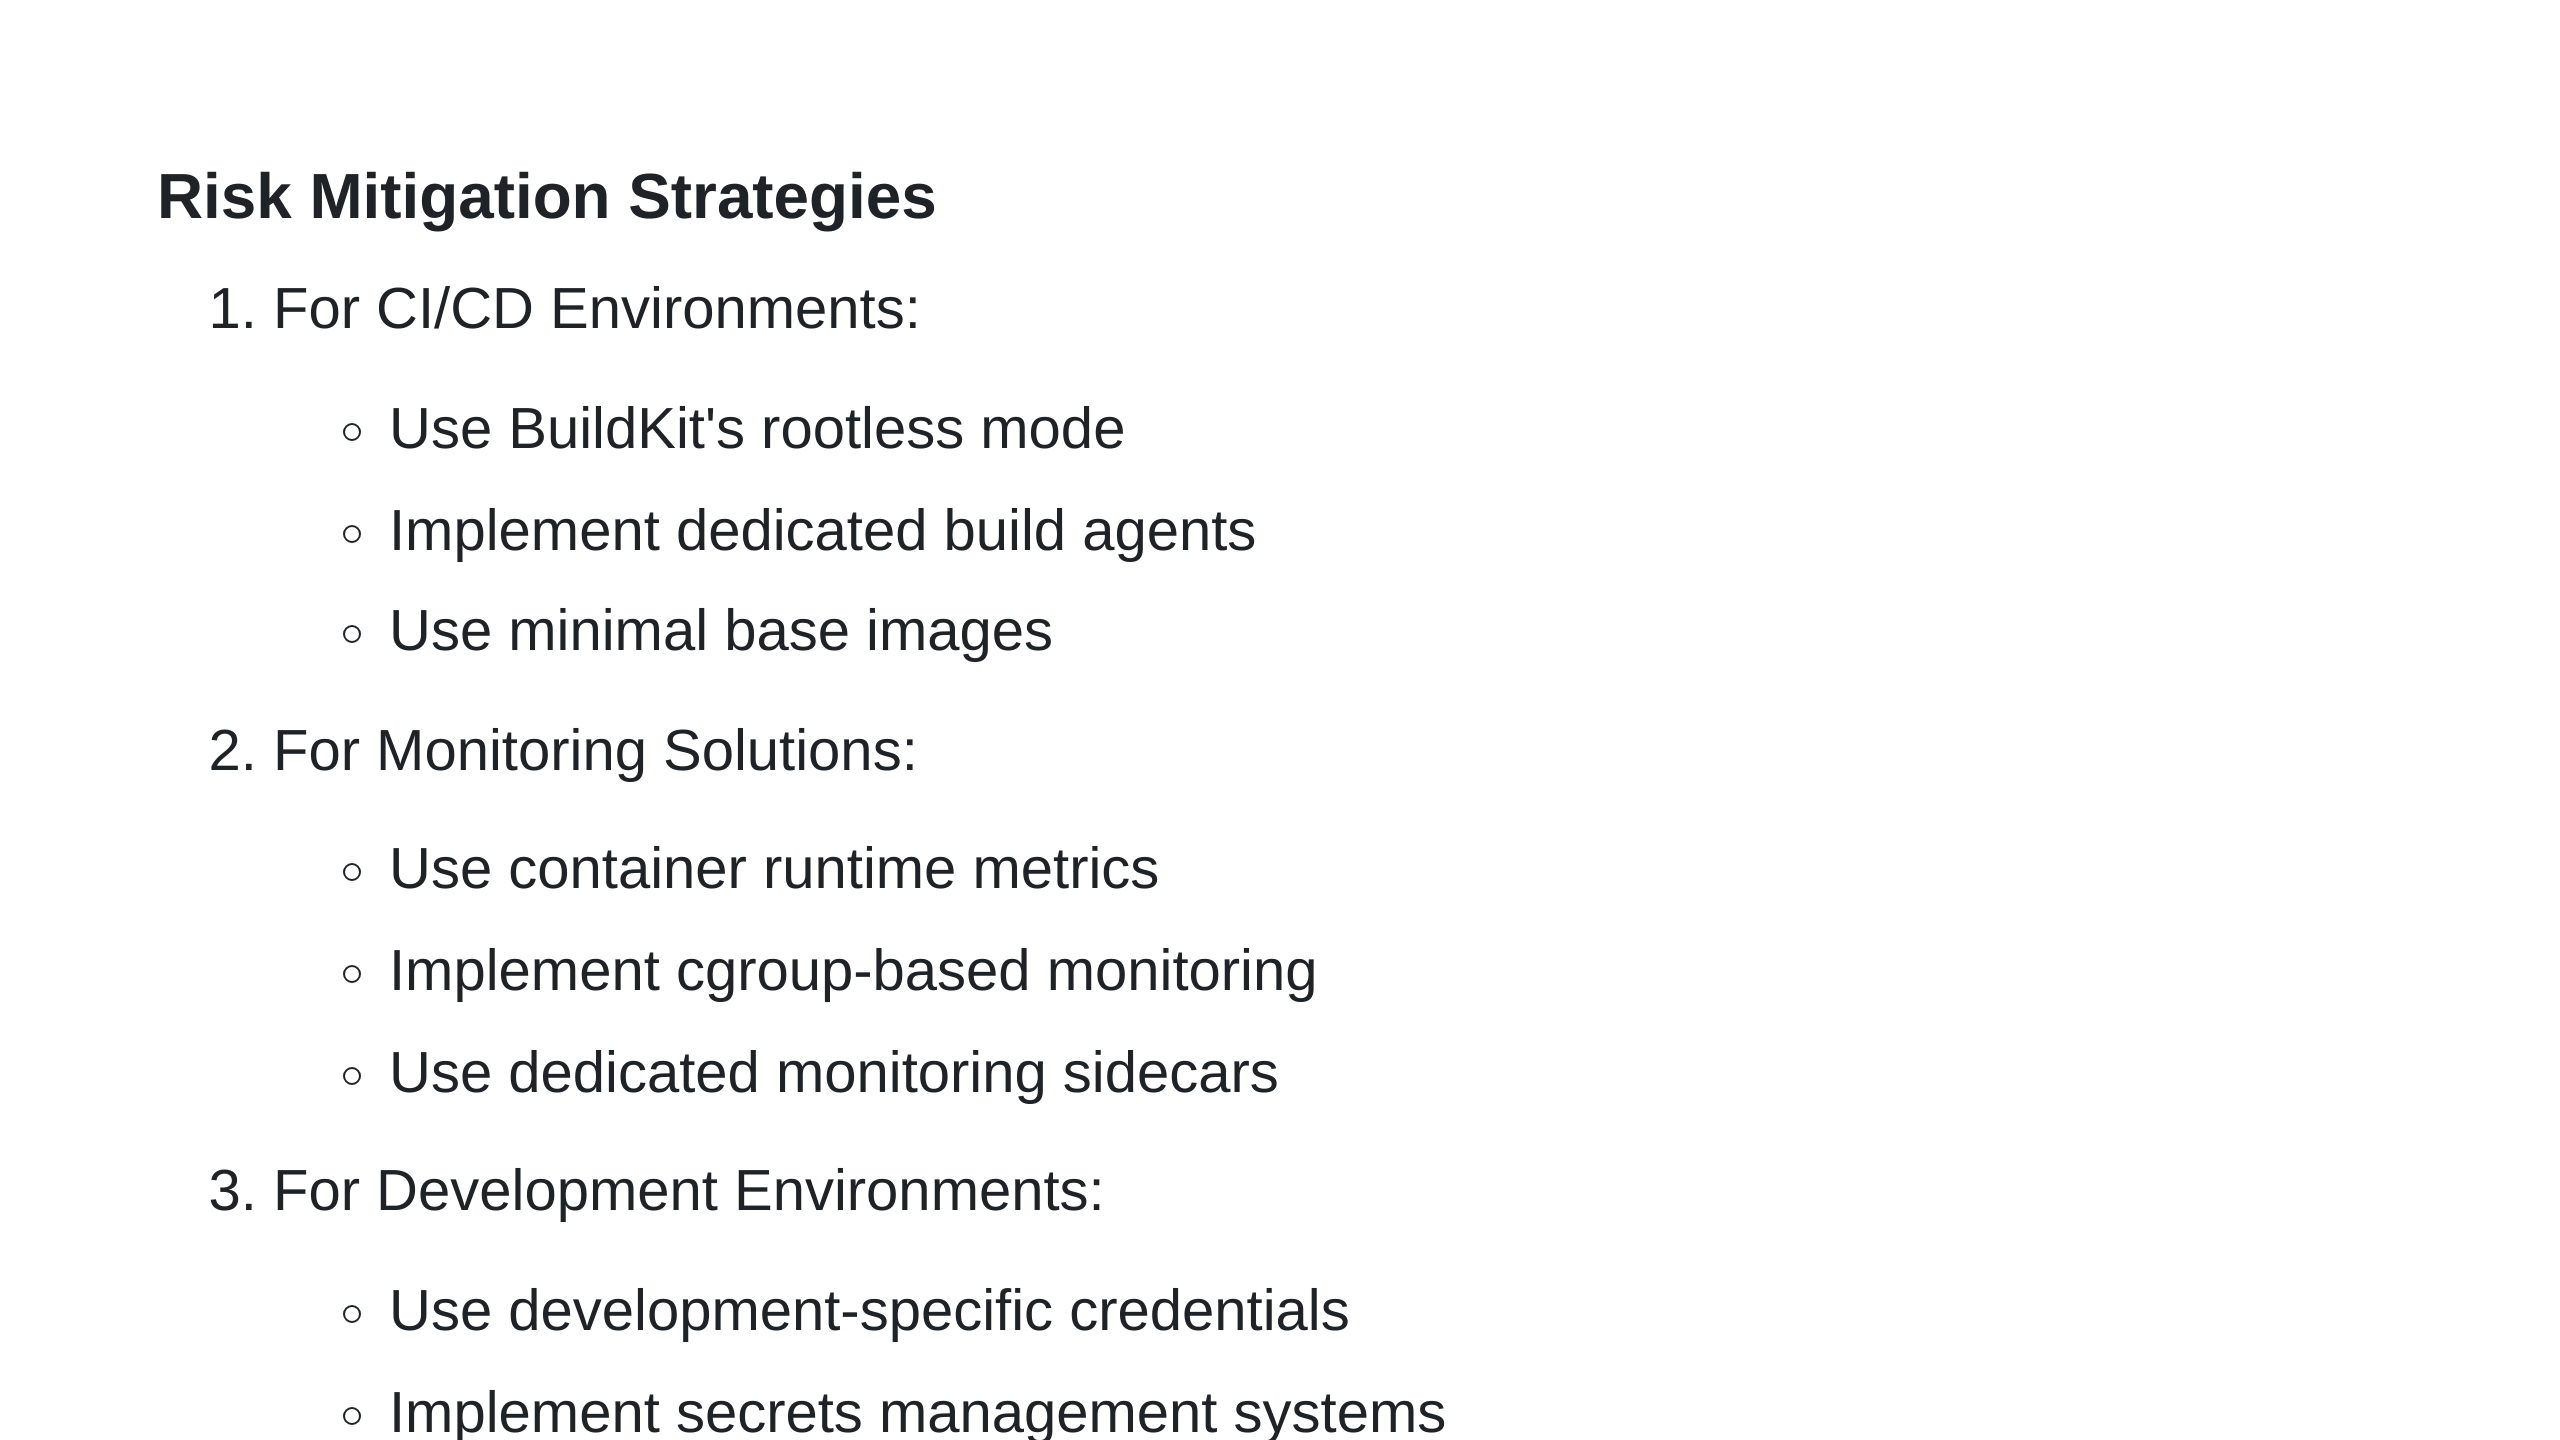 Risk Mitigation Strategies
1. For CI/CD Environments:
◦ Use BuildKit's rootless mode
◦ Implement dedicated build agents
◦ Use minimal base images
2. For Monitoring Solutions:
◦ Use container runtime metrics
◦ Implement cgroup-based monitoring
◦ Use dedicated monitoring sidecars
3. For Development Environments:
◦ Use development-specific credentials
◦ Implement secrets management systems